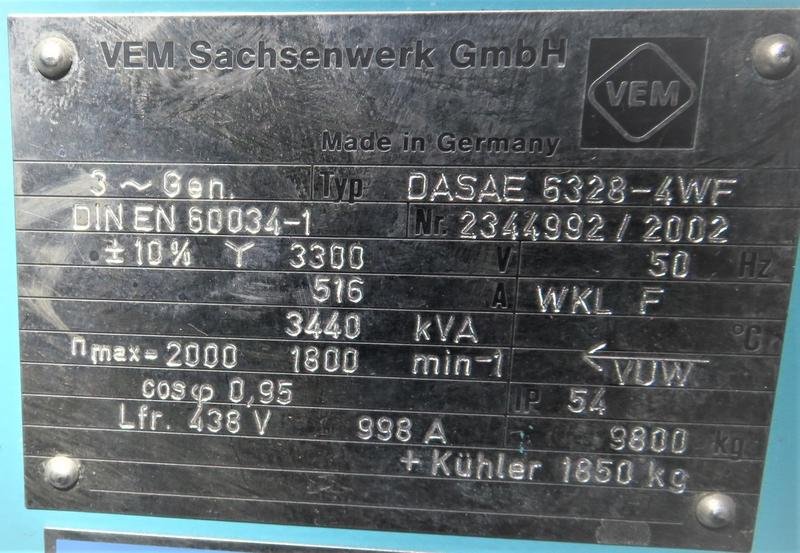 VEM Sachsenwerk GmbH
VEM
Made in Germany
3 ~ Gen. Typ DASAE 6328-4WF
DIN EN 60034-1 Nr. 2344992 / 2002
± 10 % Y 3300 V 50 Hz
516 A WKL F
3440 kVA °C
nmax= 2000 1800 min-1 VUW
cosφ 0,95 IP 54
Lfr. 438 V 998 A 9800 kg
+ Kühler 1850 kg